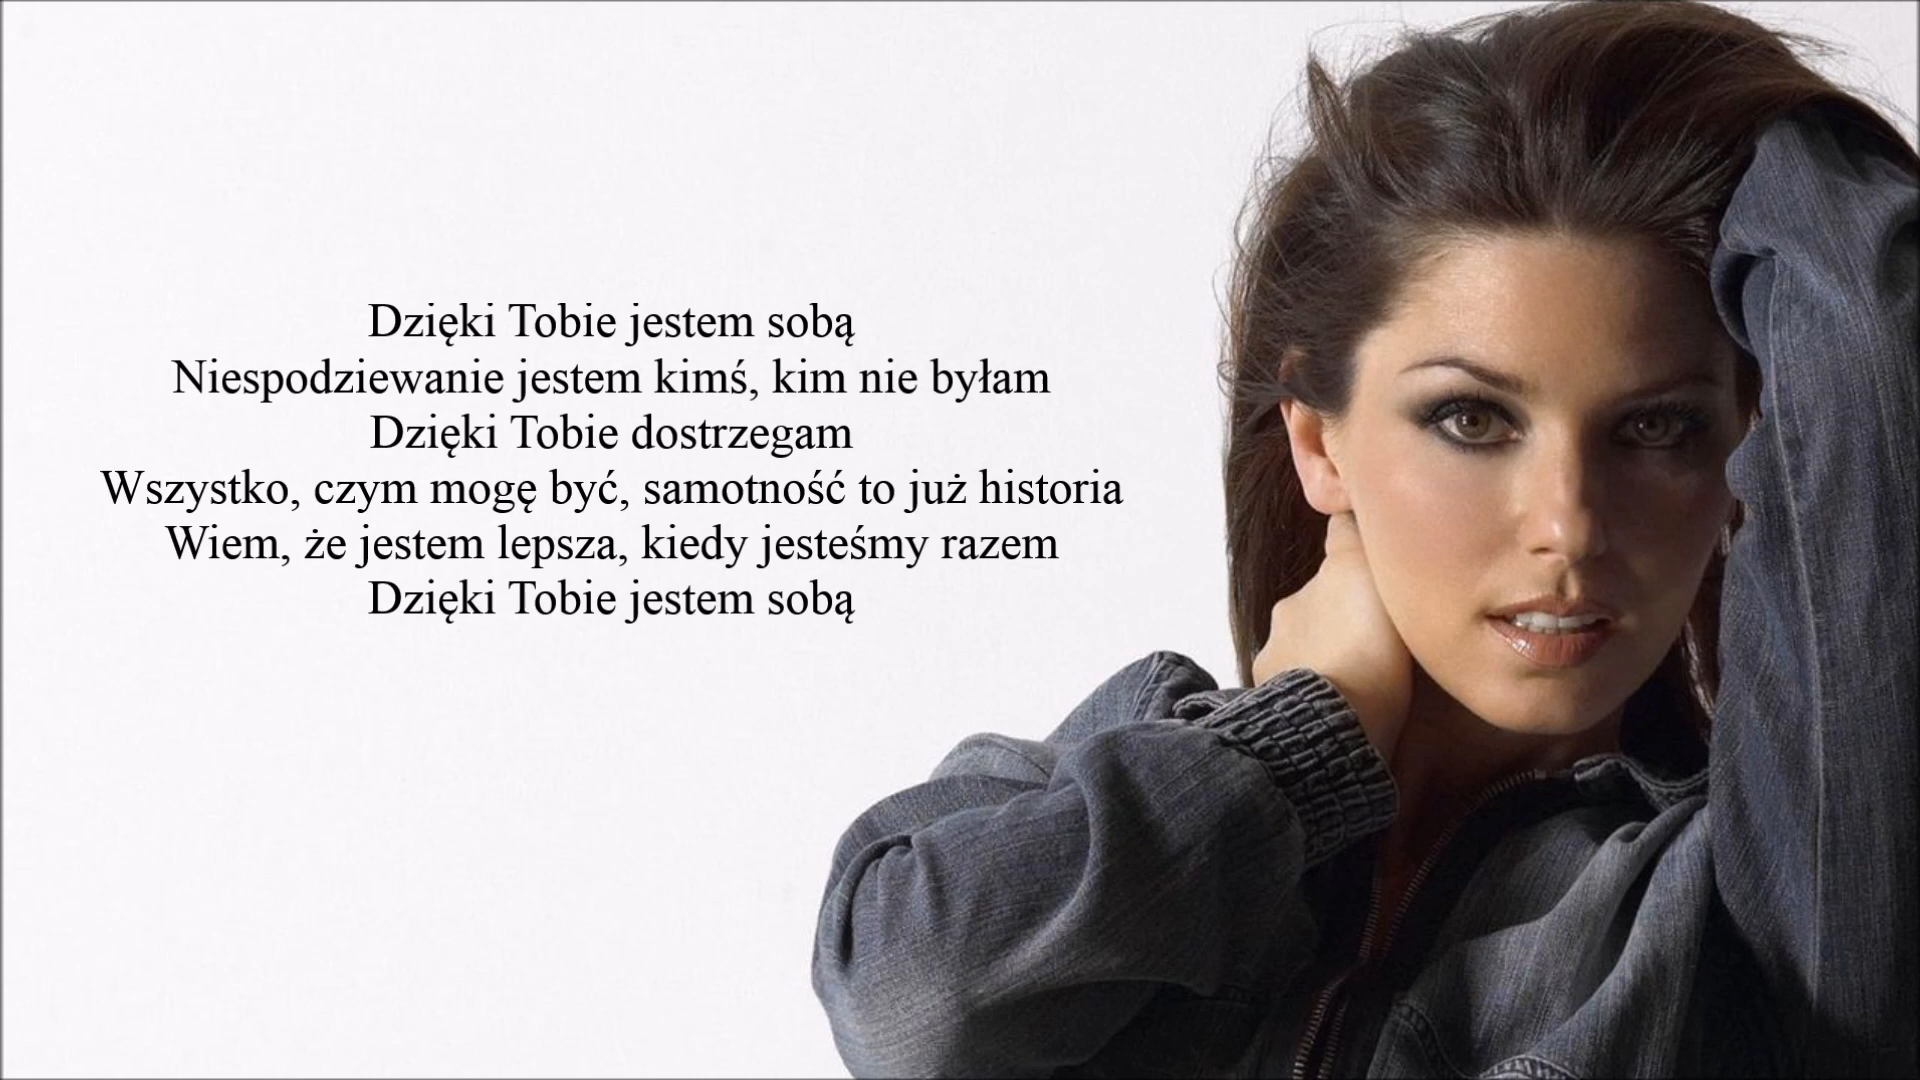 Dzięki Tobie jestem sobą
Niespodziewanie jestem kimś, kim nie byłam
Dzięki Tobie dostrzegam
Wszystko, czym mogę być, samotność to już historia
Wiem, że jestem lepsza, kiedy jesteśmy razem
Dzięki Tobie jestem sobą